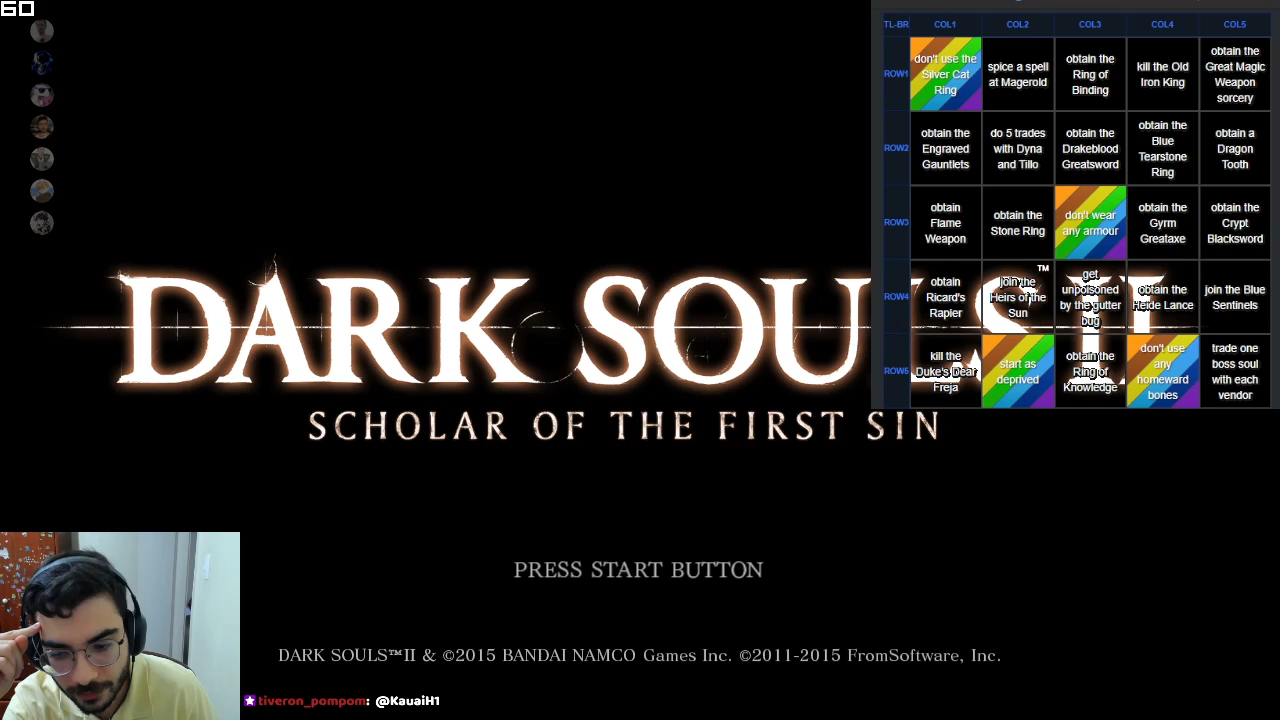 60
TL-BR COL1 COL2 COL3 COL4 COL5
ROW1
don't use the
Silver Cat
Ring
spice a spell
at Magerold
obtain the
Ring of
Binding
kill the Old
Iron King
obtain the
Great Magic
Weapon
sorcery
ROW2
obtain the
Engraved
Gauntlets
do 5 trades
with Dyna
and Tillo
obtain the
Drakeblood
Greatsword
obtain the
Blue
Tearstone
Ring
obtain a
Dragon
Tooth
ROW3
obtain
Flame
Weapon
obtain the
Stone Ring
don't wear
any armour
obtain the
Gyrm
Greataxe
obtain the
Crypt
Blacksword
ROW4
obtain
Ricard's
Rapier
join the
Heirs of the
Sun
get
unpoisoned
by the gutter
bug
obtain the
Heide Lance
join the Blue
Sentinels
ROW5
kill the
Duke's Dear
Freja
start as
deprived
obtain the
Ring of
Knowledge
don't use
any
homeward
bones
trade one
boss soul
with each
vendor
DARK SOULS II
™
SCHOLAR OF THE FIRST SIN
PRESS START BUTTON
DARK SOULS™II & ©2015 BANDAI NAMCO Games Inc. ©2011-2015 FromSoftware, Inc.
tiveron_pompom: @KauaiH1